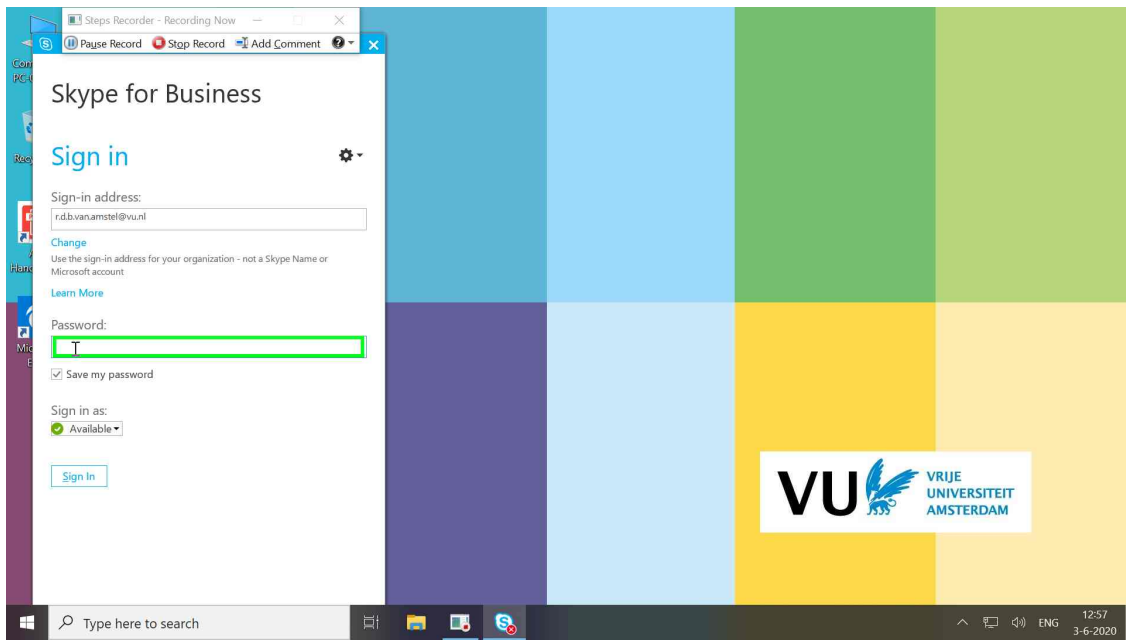 Steps Recorder - Recording Now
Pause Record Stop Record Add Comment
Skype for Business
Sign in
Sign-in address:
r.d.b.van.amstel@vu.nl
Change
Use the sign-in address for your organization - not a Skype Name or
Microsoft account
Learn More
Password:
Save my password
Sign in as:
Available
Sign In
VU VRIJE
UNIVERSITEIT
AMSTERDAM
Type here to search
ENG
12:57
3-6-2020